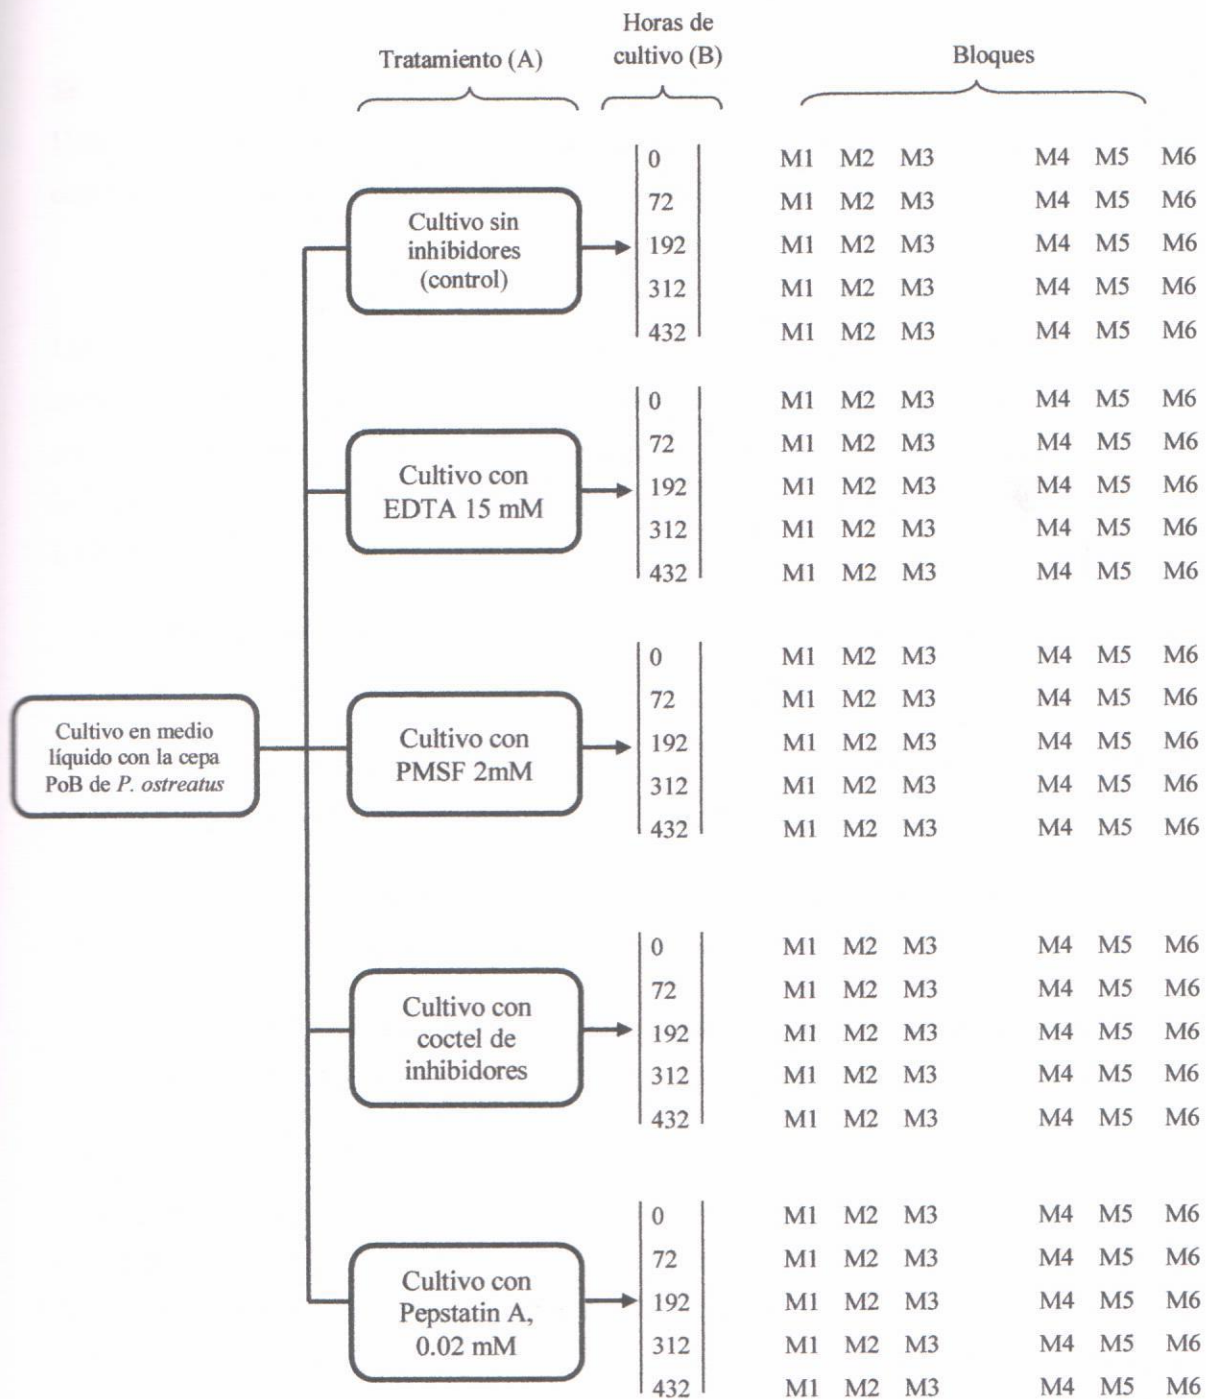 Tratamiento (A)
Horas de
cultivo (B)
Bloques
Cultivo en medio
líquido con la cepa
PoB de P. ostreatus
Cultivo sin
inhibidores
(control)
0 M1 M2 M3 M4 M5 M6
72 M1 M2 M3 M4 M5 M6
192 M1 M2 M3 M4 M5 M6
312 M1 M2 M3 M4 M5 M6
432 M1 M2 M3 M4 M5 M6
Cultivo con
EDTA 15 mM
0 M1 M2 M3 M4 M5 M6
72 M1 M2 M3 M4 M5 M6
192 M1 M2 M3 M4 M5 M6
312 M1 M2 M3 M4 M5 M6
432 M1 M2 M3 M4 M5 M6
Cultivo con
PMSF 2mM
0 M1 M2 M3 M4 M5 M6
72 M1 M2 M3 M4 M5 M6
192 M1 M2 M3 M4 M5 M6
312 M1 M2 M3 M4 M5 M6
432 M1 M2 M3 M4 M5 M6
Cultivo con
coctel de
inhibidores
0 M1 M2 M3 M4 M5 M6
72 M1 M2 M3 M4 M5 M6
192 M1 M2 M3 M4 M5 M6
312 M1 M2 M3 M4 M5 M6
432 M1 M2 M3 M4 M5 M6
Cultivo con
Pepstatin A,
0.02 mM
0 M1 M2 M3 M4 M5 M6
72 M1 M2 M3 M4 M5 M6
192 M1 M2 M3 M4 M5 M6
312 M1 M2 M3 M4 M5 M6
432 M1 M2 M3 M4 M5 M6